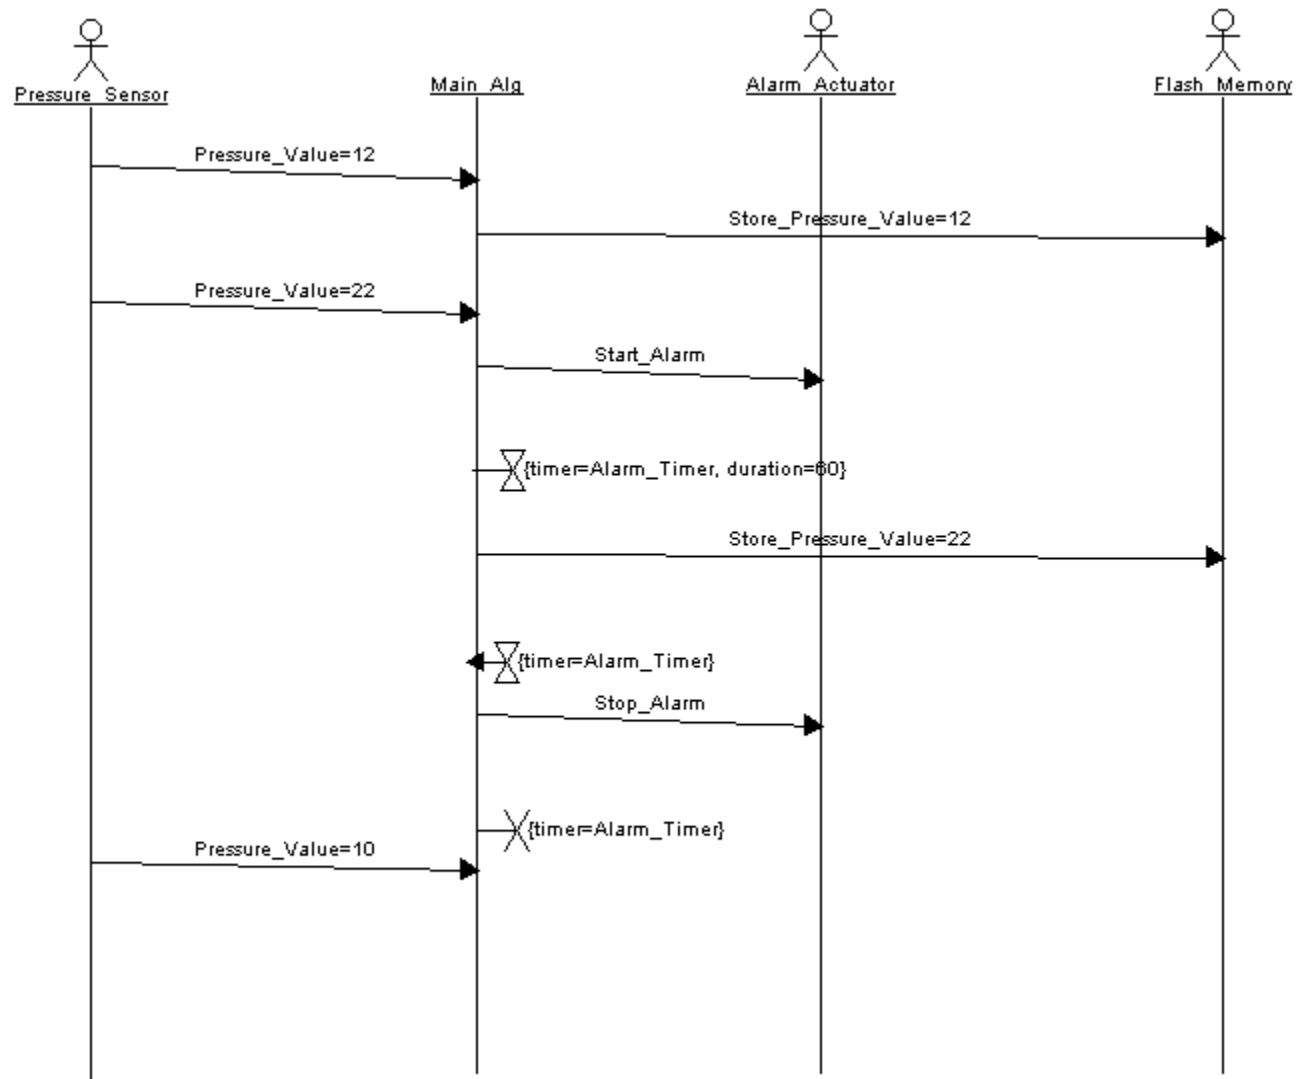 Pressure_Sensor
Main_Alg
Alarm_Actuator
Flash_Memory
Pressure_Value=12
Store_Pressure_Value=12
Pressure_Value=22
Start_Alarm
{timer=Alarm_Timer, duration=60}
Store_Pressure_Value=22
{timer=Alarm_Timer}
Stop_Alarm
{timer=Alarm_Timer}
Pressure_Value=10